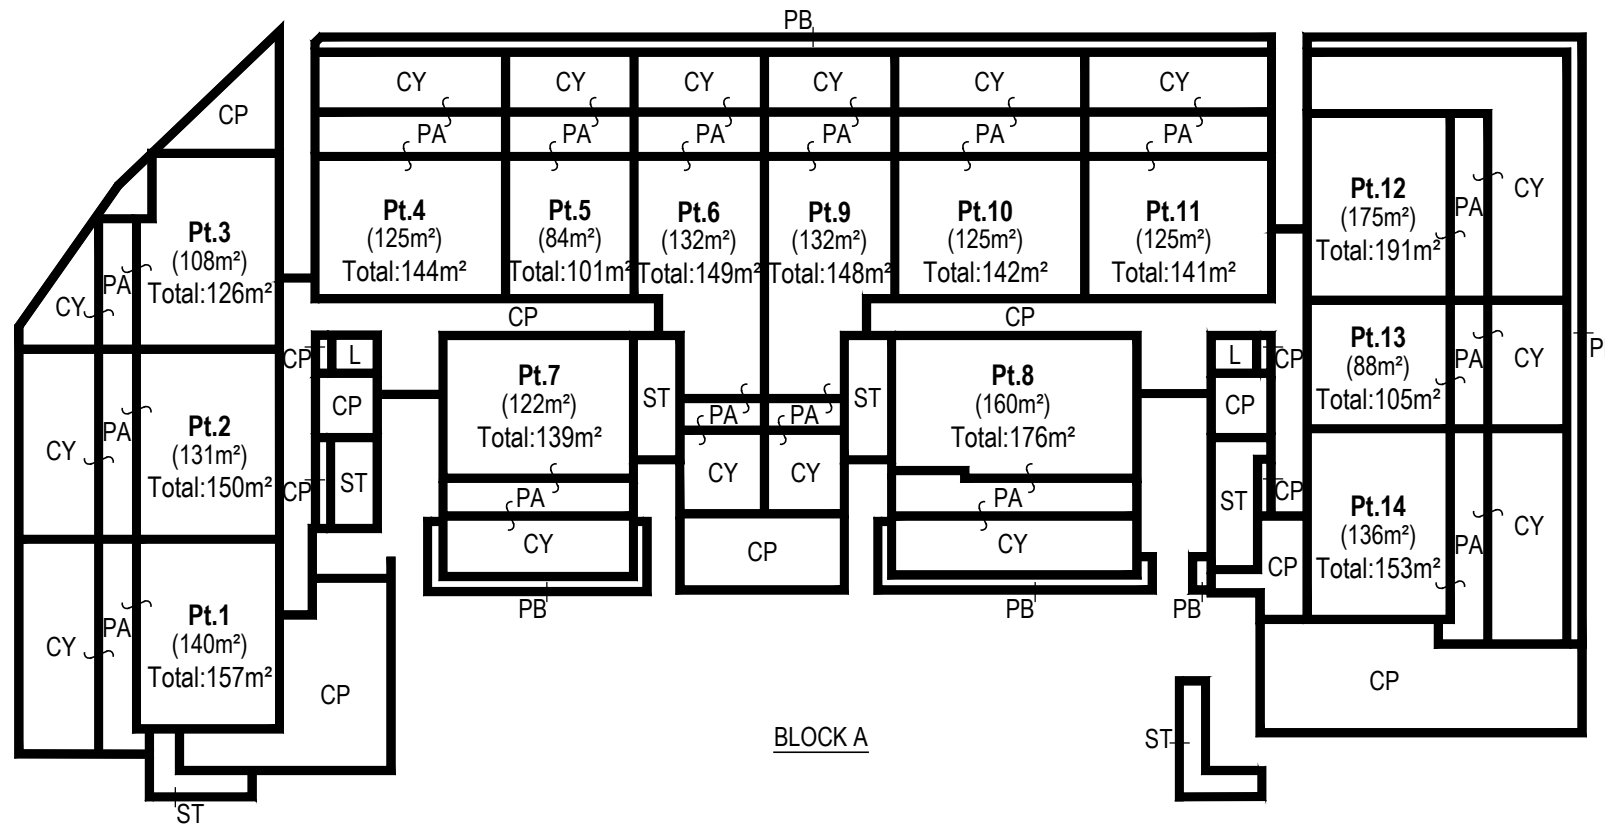 PB
CP
CY
CY
CY
CY
CY
CY
PA
PA
PA
PA
PA
PA
Pt.3
(108m²)
Total:126m²
PA
CY
Pt.4
(125m²)
Total:144m²
Pt.5
(84m²)
Total:101m²
Pt.6
(132m²)
Total:149m²
Pt.9
(132m²)
Total:148m²
Pt.10
(125m²)
Total:142m²
Pt.11
(125m²)
Total:141m²
Pt.12
(175m²)
Total:191m²
PA
CY
CP
CP
CP
L
CP
L
CP
Pt.13
(88m²)
Total:105m²
PA
CY
P
Pt.2
(131m²)
Total:150m²
PA
CY
CP
Pt.7
(122m²)
Total:139m²
ST
PA
PA
ST
Pt.8
(160m²)
Total:176m²
CP
CP
ST
PA
CY
CY
CY
CP
PA
CY
PB
PB
ST
CP
CP
PB
Pt.14
(136m²)
Total:153m²
PA
CY
Pt.1
(140m²)
Total:157m²
PA
CY
CP
CP
BLOCK A
ST
ST